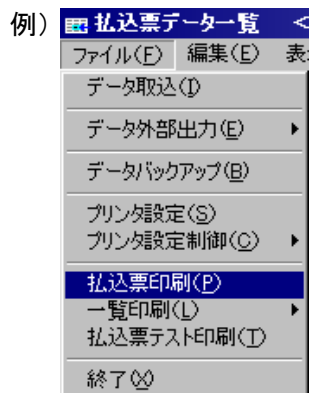 例)
払込票データ一覧 <
ファイル(F) 編集(E) 表
データ取込(I)
データ外部出力(E)
データバックアップ(B)
プリンタ設定(S)
プリンタ設定制御(C)
払込票印刷(P)
一覧印刷(L)
払込票テスト印刷(T)
終了(X)